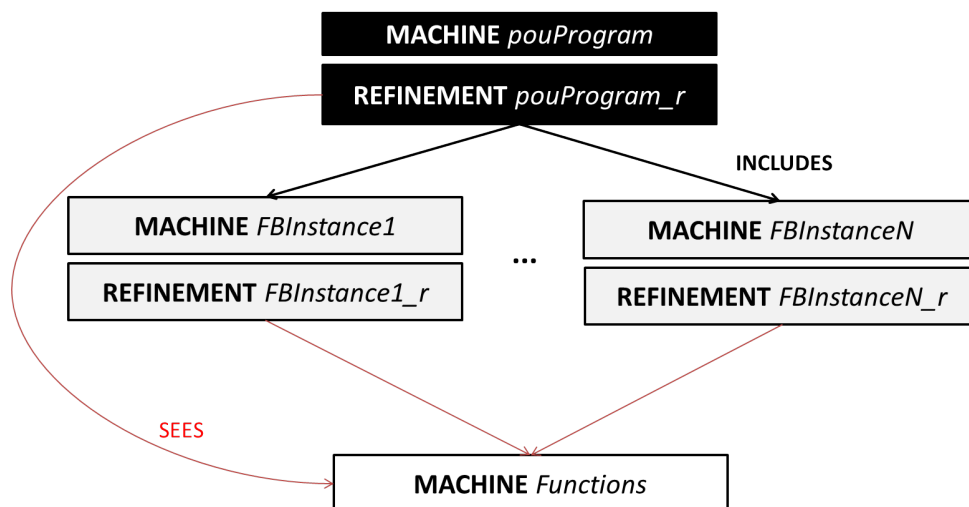 MACHINE pouProgram
REFINEMENT pouProgram_r
INCLUDES
MACHINE FBInstance1
MACHINE FBInstanceN
...
REFINEMENT FBInstance1_r
REFINEMENT FBInstanceN_r
SEES
MACHINE Functions